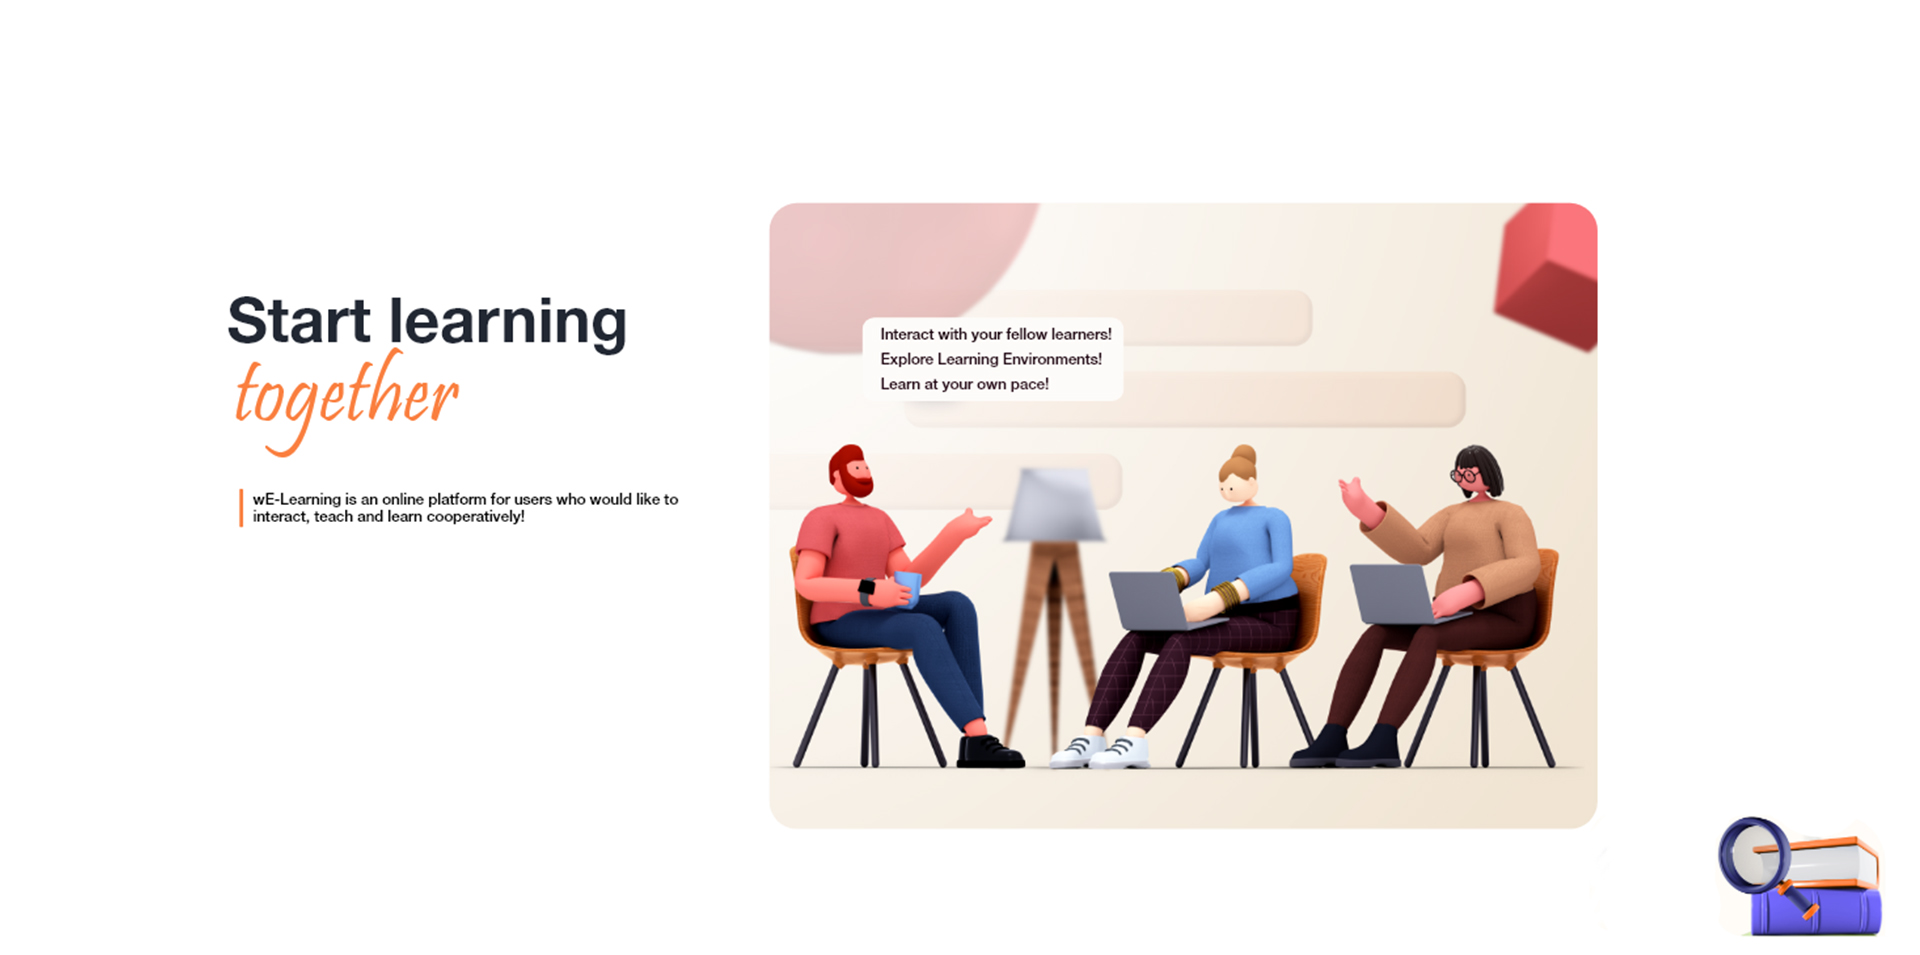 Start learning
together
wE-Learning is an online platform for users who would like to
interact, teach and learn cooperatively!
Interact with your fellow learners!
Explore Learning Environments!
Learn at your own pace!